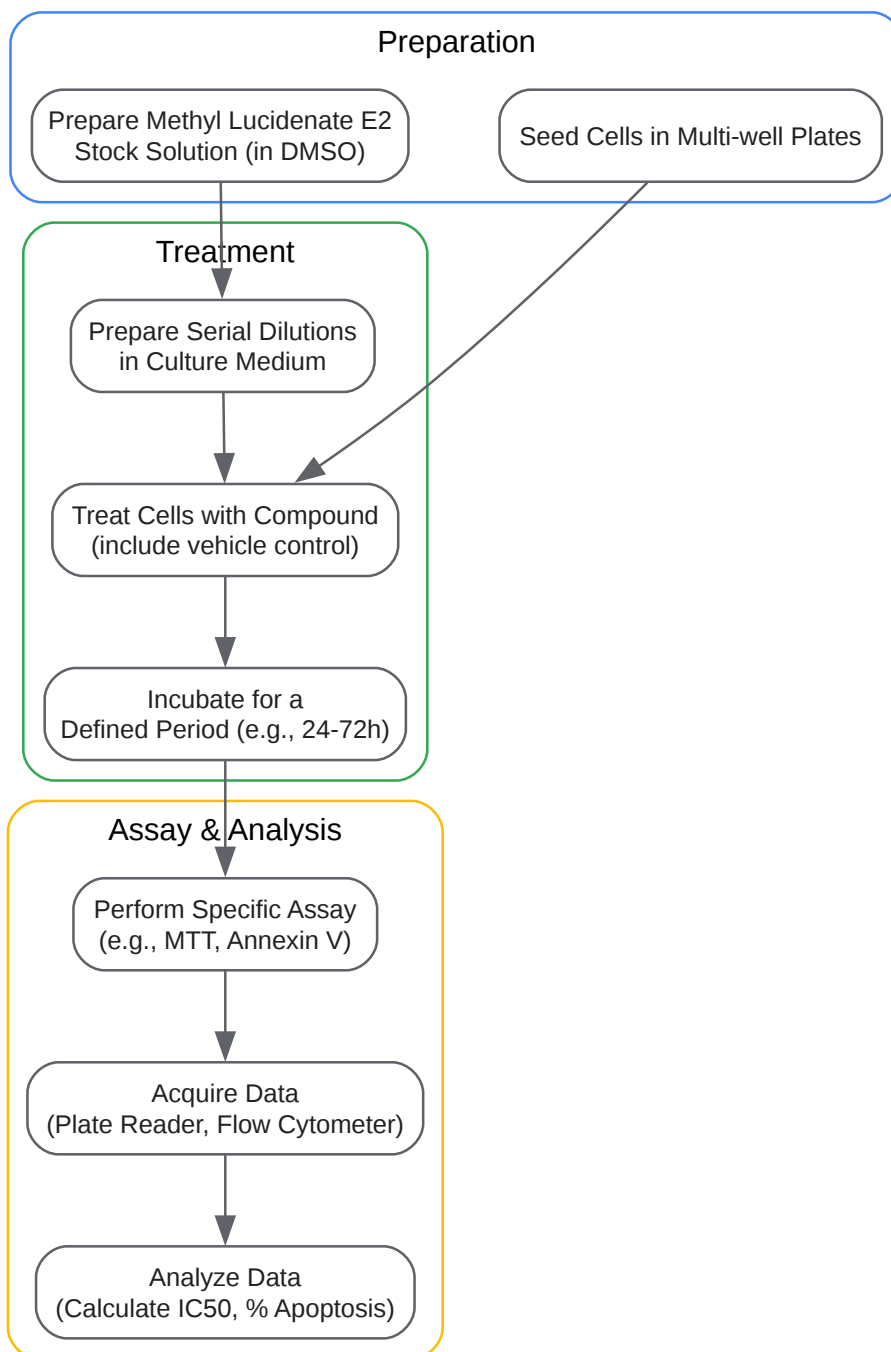 Preparation
Prepare Methyl Lucidenate E2
Stock Solution (in DMSO)
Seed Cells in Multi-well Plates
Treatment
Prepare Serial Dilutions
in Culture Medium
Treat Cells with Compound
(include vehicle control)
Incubate for a
Defined Period (e.g., 24-72h)
Assay & Analysis
Perform Specific Assay
(e.g., MTT, Annexin V)
Acquire Data
(Plate Reader, Flow Cytometer)
Analyze Data
(Calculate IC50, % Apoptosis)